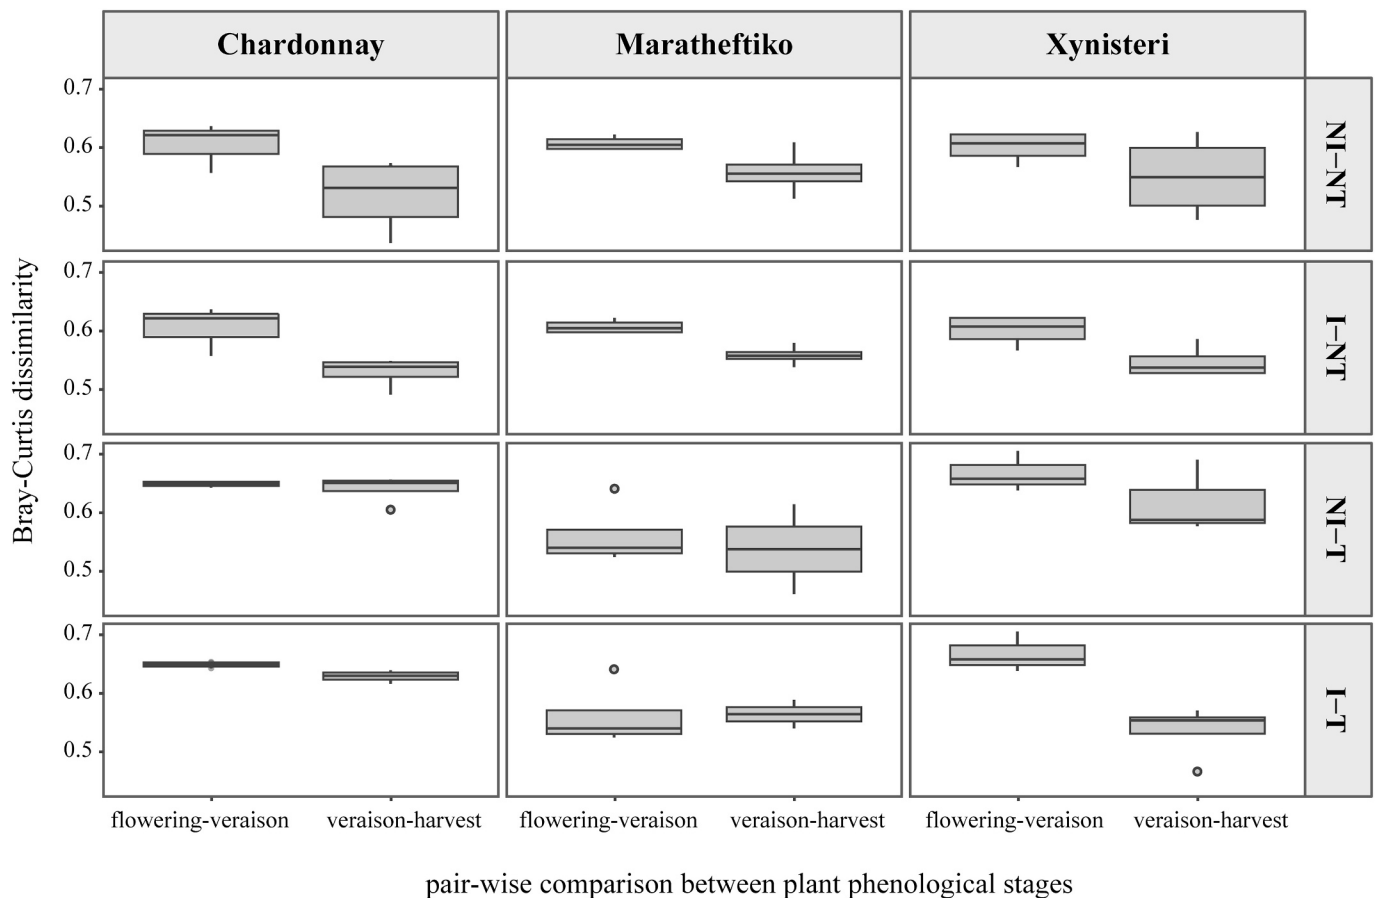 Chardonnay Maratheftiko Xynisteri
Bray-Curtis dissimilarity
0.7
0.6
0.5
NI–NT
0.7
0.6
0.5
I–NT
0.7
0.6
0.5
NI–T
0.7
0.6
0.5
I–T
flowering-veraison veraison-harvest flowering-veraison veraison-harvest flowering-veraison veraison-harvest
pair-wise comparison between plant phenological stages